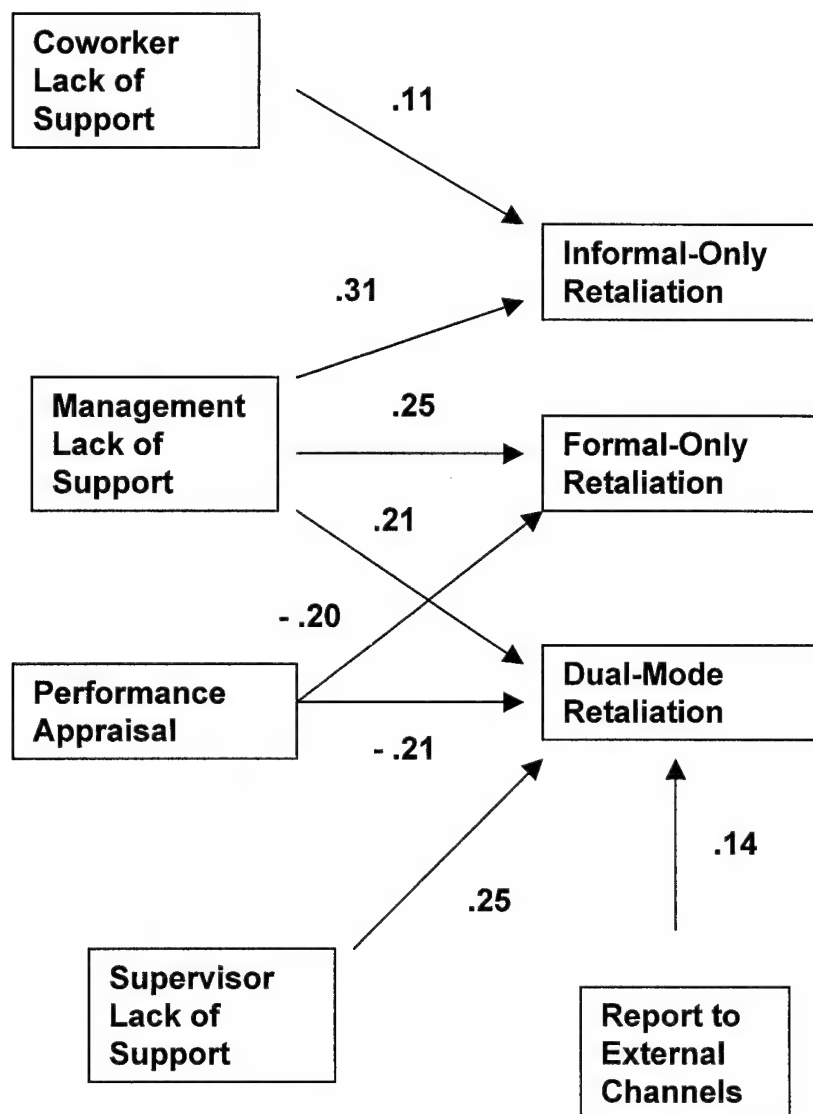 Coworker
Lack of
Support
.11
Informal-Only
Retaliation
.31
Management
Lack of
Support
.25
Formal-Only
Retaliation
.21
- .20
Performance
Appraisal
Dual-Mode
Retaliation
- .21
.14
.25
Supervisor
Lack of
Support
Report to
External
Channels